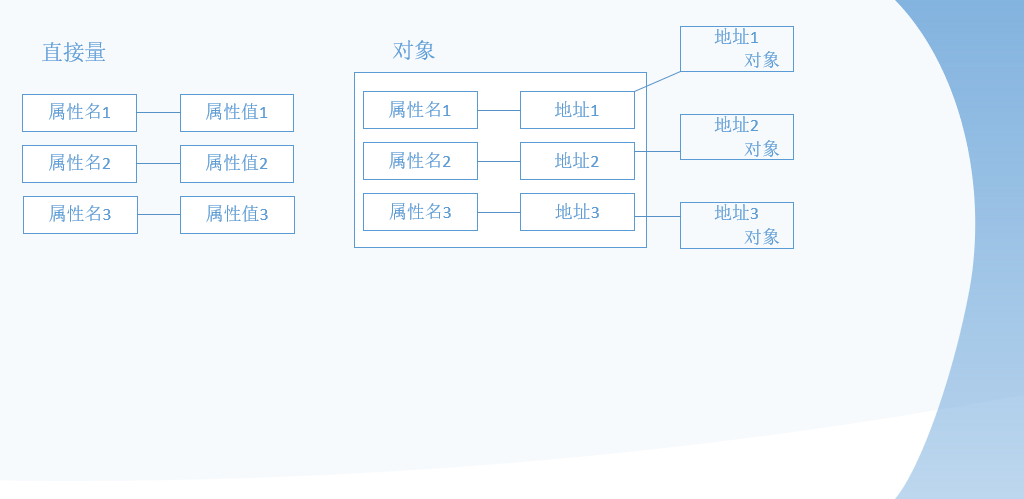 直接量
属性名1 属性值1
属性名2 属性值2
属性名3 属性值3
对象
属性名1 地址1
属性名2 地址2
属性名3 地址3
地址1
对象
地址2
对象
地址3
对象